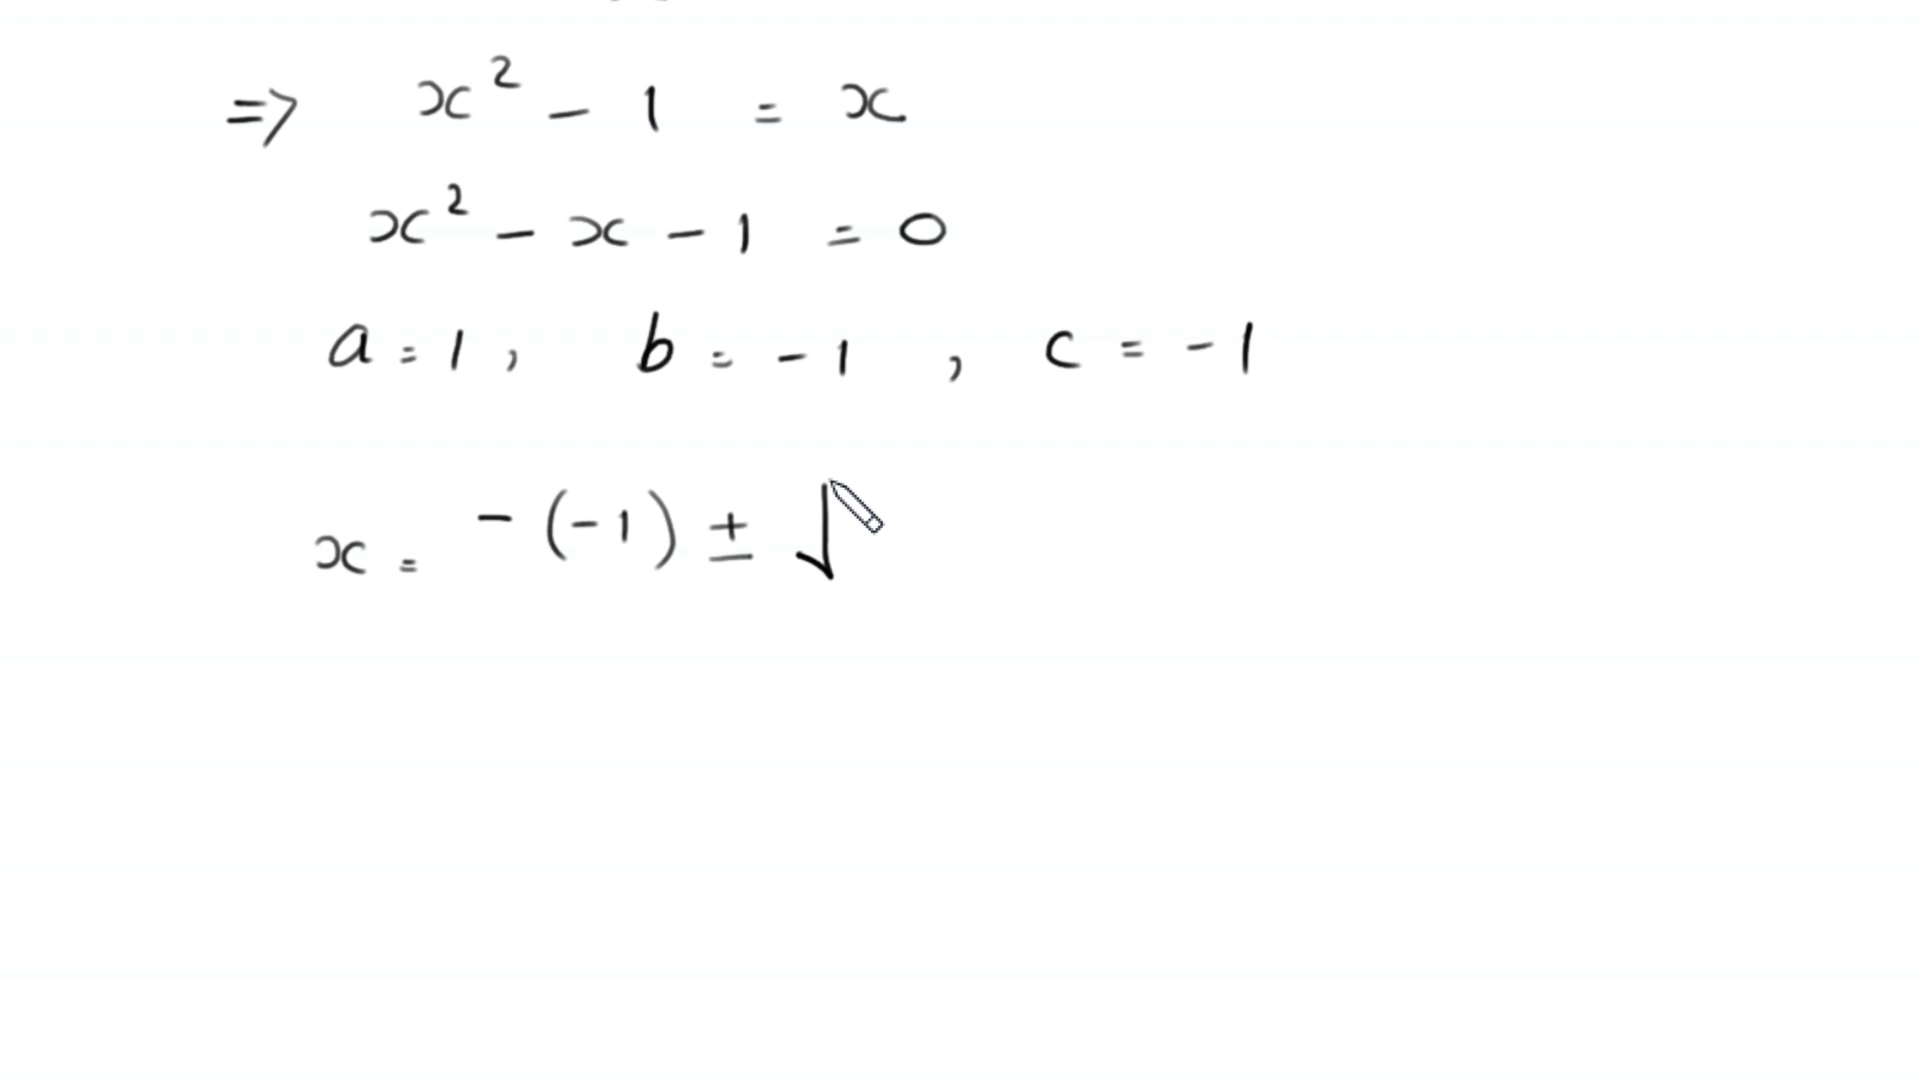 => x² - 1 = x
x² - x - 1 = 0
a = 1 , b = - 1 , c = - 1
x = - (- 1) ± √